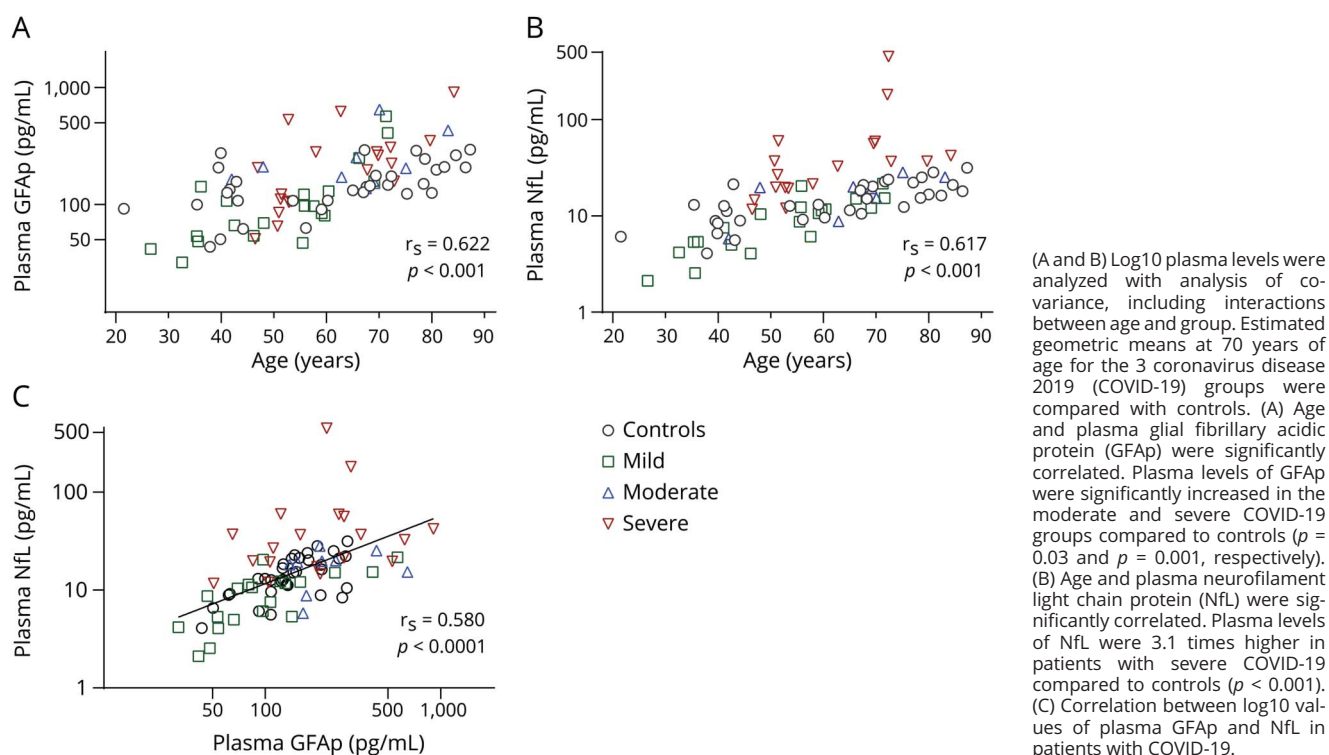 A
Plasma GFAp (pg/mL)
1,000
500
100
50
r_s = 0.622
p < 0.001
20 30 40 50 60 70 80 90
Age (years)
B
Plasma NfL (pg/mL)
500
100
10
1
r_s = 0.617
p < 0.001
20 30 40 50 60 70 80 90
Age (years)
C
Plasma NfL (pg/mL)
500
100
10
1
r_s = 0.580
p < 0.0001
50 100 500 1,000
Plasma GFAp (pg/mL)
Controls
Mild
Moderate
Severe
(A and B) Log10 plasma levels were
analyzed with analysis of co-
variance, including interactions
between age and group. Estimated
geometric means at 70 years of
age for the 3 coronavirus disease
2019 (COVID-19) groups were
compared with controls. (A) Age
and plasma glial fibrillary acidic
protein (GFAp) were significantly
correlated. Plasma levels of GFAp
were significantly increased in the
moderate and severe COVID-19
groups compared to controls (p =
0.03 and p = 0.001, respectively).
(B) Age and plasma neurofilament
light chain protein (NfL) were sig-
nificantly correlated. Plasma levels
of NfL were 3.1 times higher in
patients with severe COVID-19
compared to controls (p < 0.001).
(C) Correlation between log10 val-
ues of plasma GFAp and NfL in
patients with COVID-19.